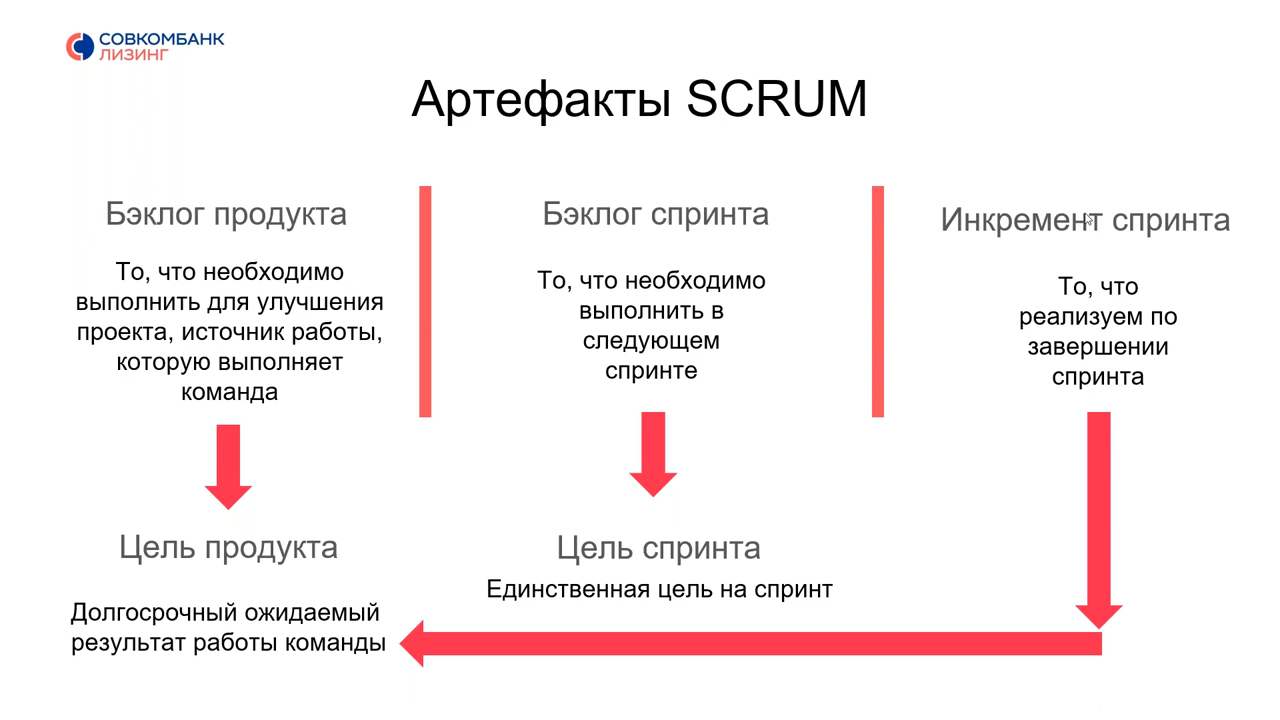 СОВКОМБАНК
ЛИЗИНГ
Артефакты SCRUM
Бэклог продукта
То, что необходимо
выполнить для улучшения
проекта, источник работы,
которую выполняет
команда
Бэклог спринта
То, что необходимо
выполнить в
следующем
спринте
Инкремент спринта
То, что
реализуем по
завершении
спринта
Цель продукта
Долгосрочный ожидаемый
результат работы команды
Цель спринта
Единственная цель на спринт